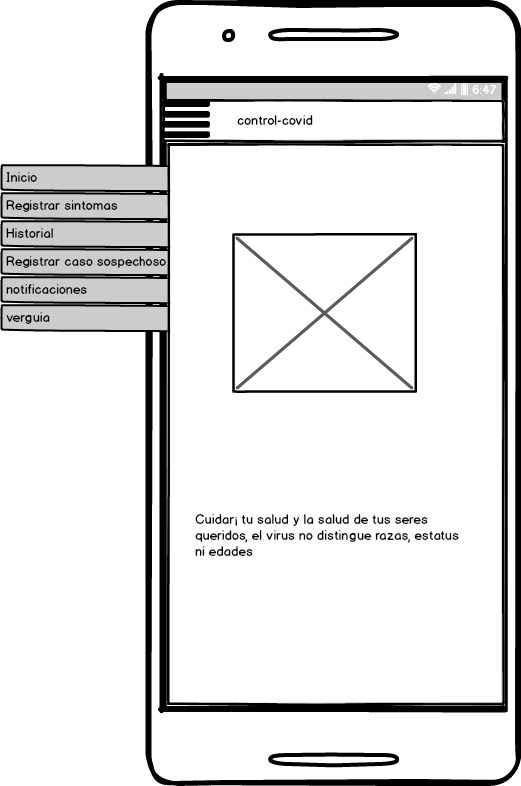 6:47
control-covid
Inicio
Registrar sintomas
Historial
Registrar caso sospechoso
notificaciones
verguia
Cuidar¡ tu salud y la salud de tus seres
queridos, el virus no distingue razas, estatus
ni edades